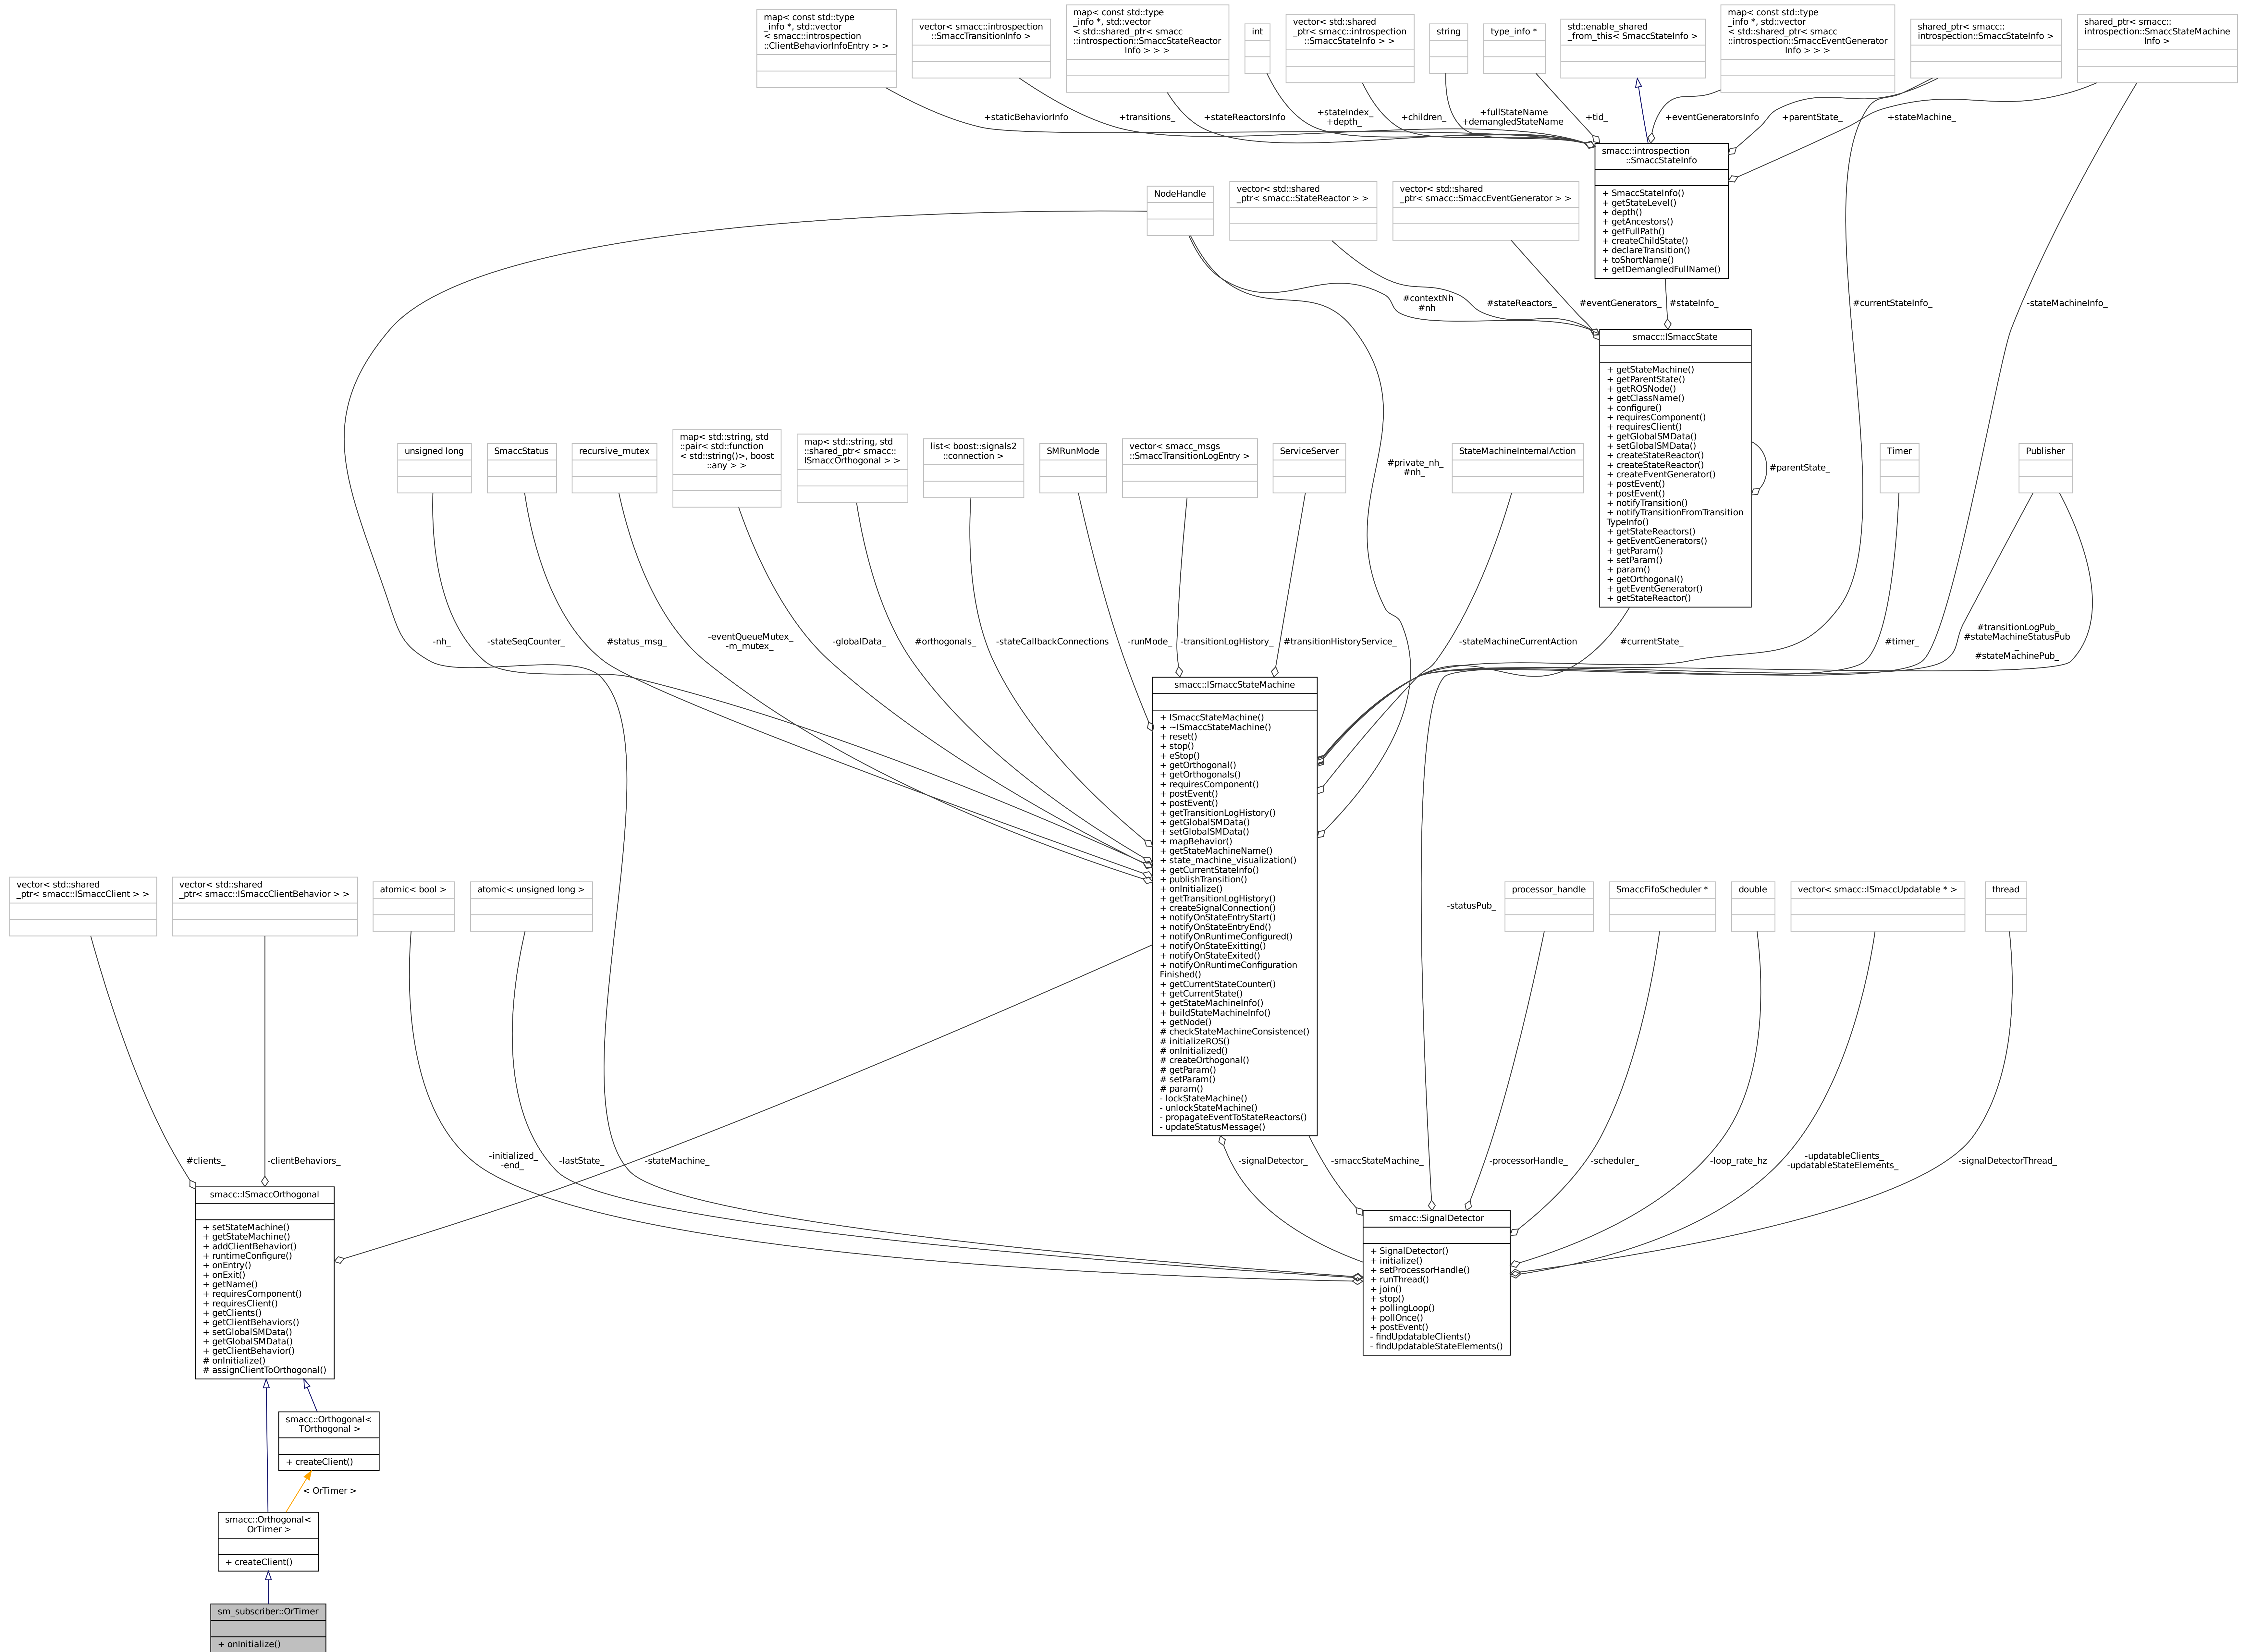 map< const std::type
_info *, std::vector
< smacc::introspection
::ClientBehaviorInfoEntry > >
vector< smacc::introspection
::SmaccTransitionInfo >
map< const std::type
_info *, std::vector
< std::shared_ptr< smacc
::introspection::SmaccStateReactor
Info > > >
int
vector< std::shared
_ptr< smacc::introspection
::SmaccStateInfo > >
string
type_info *
std::enable_shared
_from_this< SmaccStateInfo >
map< const std::type
_info *, std::vector
< std::shared_ptr< smacc
::introspection::SmaccEventGenerator
Info > > >
shared_ptr< smacc::
introspection::SmaccStateInfo >
shared_ptr< smacc::
introspection::SmaccStateMachine
Info >
+staticBehaviorInfo
+transitions_
+stateReactorsInfo
+stateIndex_
+depth_
+children_
+fullStateName
+demangledStateName
+tid_
+eventGeneratorsInfo
+parentState_
+stateMachine_
smacc::introspection
::SmaccStateInfo
+ SmaccStateInfo()
+ getStateLevel()
+ depth()
+ getAncestors()
+ getFullPath()
+ createChildState()
+ declareTransition()
+ toShortName()
+ getDemangledFullName()
NodeHandle
vector< std::shared
_ptr< smacc::StateReactor > >
vector< std::shared
_ptr< smacc::SmaccEventGenerator > >
#contextNh
#nh
#stateReactors_
#eventGenerators_
#stateInfo_
#currentStateInfo_
-stateMachineInfo_
smacc::ISmaccState
+ getStateMachine()
+ getParentState()
+ getROSNode()
+ getClassName()
+ configure()
+ requiresComponent()
+ requiresClient()
+ getGlobalSMData()
+ setGlobalSMData()
+ createStateReactor()
+ createStateReactor()
+ createEventGenerator()
+ postEvent()
+ postEvent()
+ notifyTransition()
+ notifyTransitionFromTransition
TypeInfo()
+ getStateReactors()
+ getEventGenerators()
+ getParam()
+ setParam()
+ param()
+ getOrthogonal()
+ getEventGenerator()
+ getStateReactor()
#parentState_
unsigned long
SmaccStatus
recursive_mutex
map< std::string, std
::pair< std::function
< std::string()>, boost
::any > >
map< std::string, std
::shared_ptr< smacc::
ISmaccOrthogonal > >
list< boost::signals2
::connection >
SMRunMode
vector< smacc_msgs
::SmaccTransitionLogEntry >
ServiceServer
#private_nh_
#nh_
StateMachineInternalAction
Timer
Publisher
-nh_
-stateSeqCounter_
#status_msg_
-eventQueueMutex_
-m_mutex_
-globalData_
#orthogonals_
-stateCallbackConnections
-runMode_
-transitionLogHistory_
#transitionHistoryService_
-stateMachineCurrentAction
#currentState_
#timer_
#transitionLogPub_
#stateMachineStatusPub
_
#stateMachinePub_
smacc::ISmaccStateMachine
+ ISmaccStateMachine()
+ ~ISmaccStateMachine()
+ reset()
+ stop()
+ eStop()
+ getOrthogonal()
+ getOrthogonals()
+ requiresComponent()
+ postEvent()
+ postEvent()
+ getTransitionLogHistory()
+ getGlobalSMData()
+ setGlobalSMData()
+ mapBehavior()
+ getStateMachineName()
+ state_machine_visualization()
+ getCurrentStateInfo()
+ publishTransition()
+ onInitialize()
+ getTransitionLogHistory()
+ createSignalConnection()
+ notifyOnStateEntryStart()
+ notifyOnStateEntryEnd()
+ notifyOnRuntimeConfigured()
+ notifyOnStateExitting()
+ notifyOnStateExited()
+ notifyOnRuntimeConfiguration
Finished()
+ getCurrentStateCounter()
+ getCurrentState()
+ getStateMachineInfo()
+ buildStateMachineInfo()
+ getNode()
# checkStateMachineConsistence()
# initializeROS()
# onInitialized()
# createOrthogonal()
# getParam()
# setParam()
# param()
- lockStateMachine()
- unlockStateMachine()
- propagateEventToStateReactors()
- updateStatusMessage()
vector< std::shared
_ptr< smacc::ISmaccClient > >
vector< std::shared
_ptr< smacc::ISmaccClientBehavior > >
atomic< bool >
atomic< unsigned long >
-statusPub_
processor_handle
SmaccFifoScheduler *
double
vector< smacc::ISmaccUpdatable * >
thread
#clients_
-clientBehaviors_
-initialized_
-end_
-lastState_
-stateMachine_
-signalDetector_
-smaccStateMachine_
-processorHandle_
-scheduler_
-loop_rate_hz
-updatableClients_
-updatableStateElements_
-signalDetectorThread_
smacc::ISmaccOrthogonal
+ setStateMachine()
+ getStateMachine()
+ addClientBehavior()
+ runtimeConfigure()
+ onEntry()
+ onExit()
+ getName()
+ requiresComponent()
+ requiresClient()
+ getClients()
+ getClientBehaviors()
+ setGlobalSMData()
+ getGlobalSMData()
+ getClientBehavior()
# onInitialize()
# assignClientToOrthogonal()
smacc::SignalDetector
+ SignalDetector()
+ initialize()
+ setProcessorHandle()
+ runThread()
+ join()
+ stop()
+ pollingLoop()
+ pollOnce()
+ postEvent()
- findUpdatableClients()
- findUpdatableStateElements()
smacc::Orthogonal<
TOrthogonal >
+ createClient()
< OrTimer >
smacc::Orthogonal<
OrTimer >
+ createClient()
sm_subscriber::OrTimer
+ onInitialize()